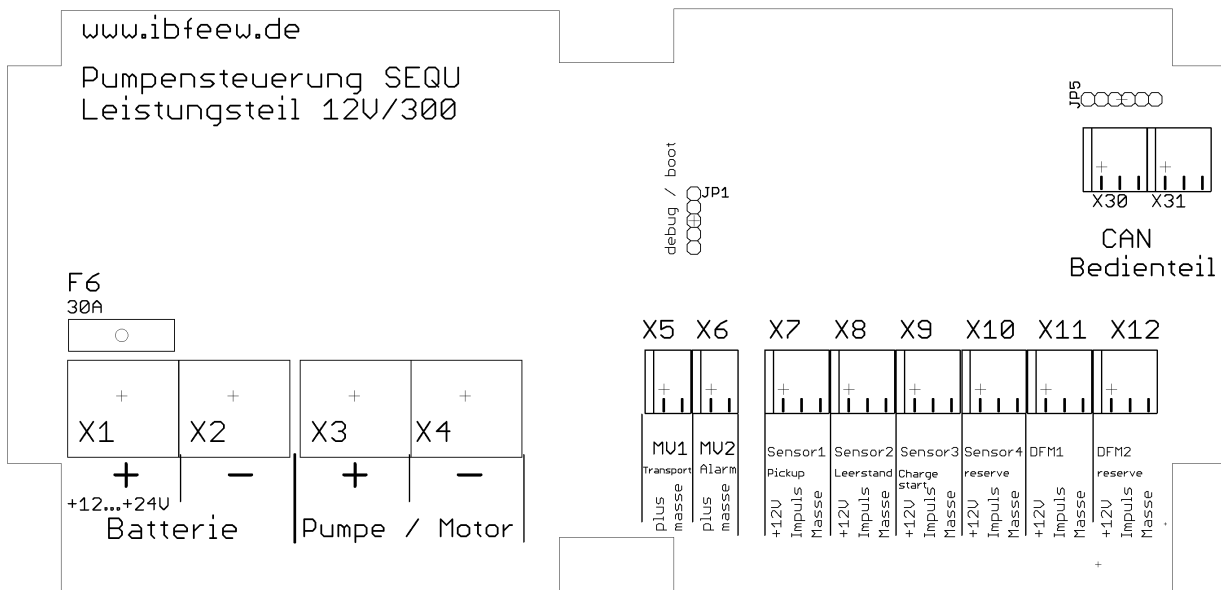 www.ibfeew.de
Pumpensteuerung SEQU
Leistungsteil 12V/300
JP5
X30 X31
CAN
Bedienteil
debug / boot
JP1
F6
30A
X1 X2 X3 X4
+ - + -
+12...+24V
Batterie
Pumpe / Motor
X5 X6 X7 X8 X9 X10 X11 X12
MV1
Transport
plus
masse
MV2
Alarm
plus
masse
Sensor1
Pickup
+12V
Impuls
Masse
Sensor2
Leerstand
+12V
Impuls
Masse
Sensor3
Charge
start
+12V
Impuls
Masse
Sensor4
reserve
+12V
Impuls
Masse
DFM1
+12V
Impuls
Masse
DFM2
reserve
+12V
Impuls
Masse